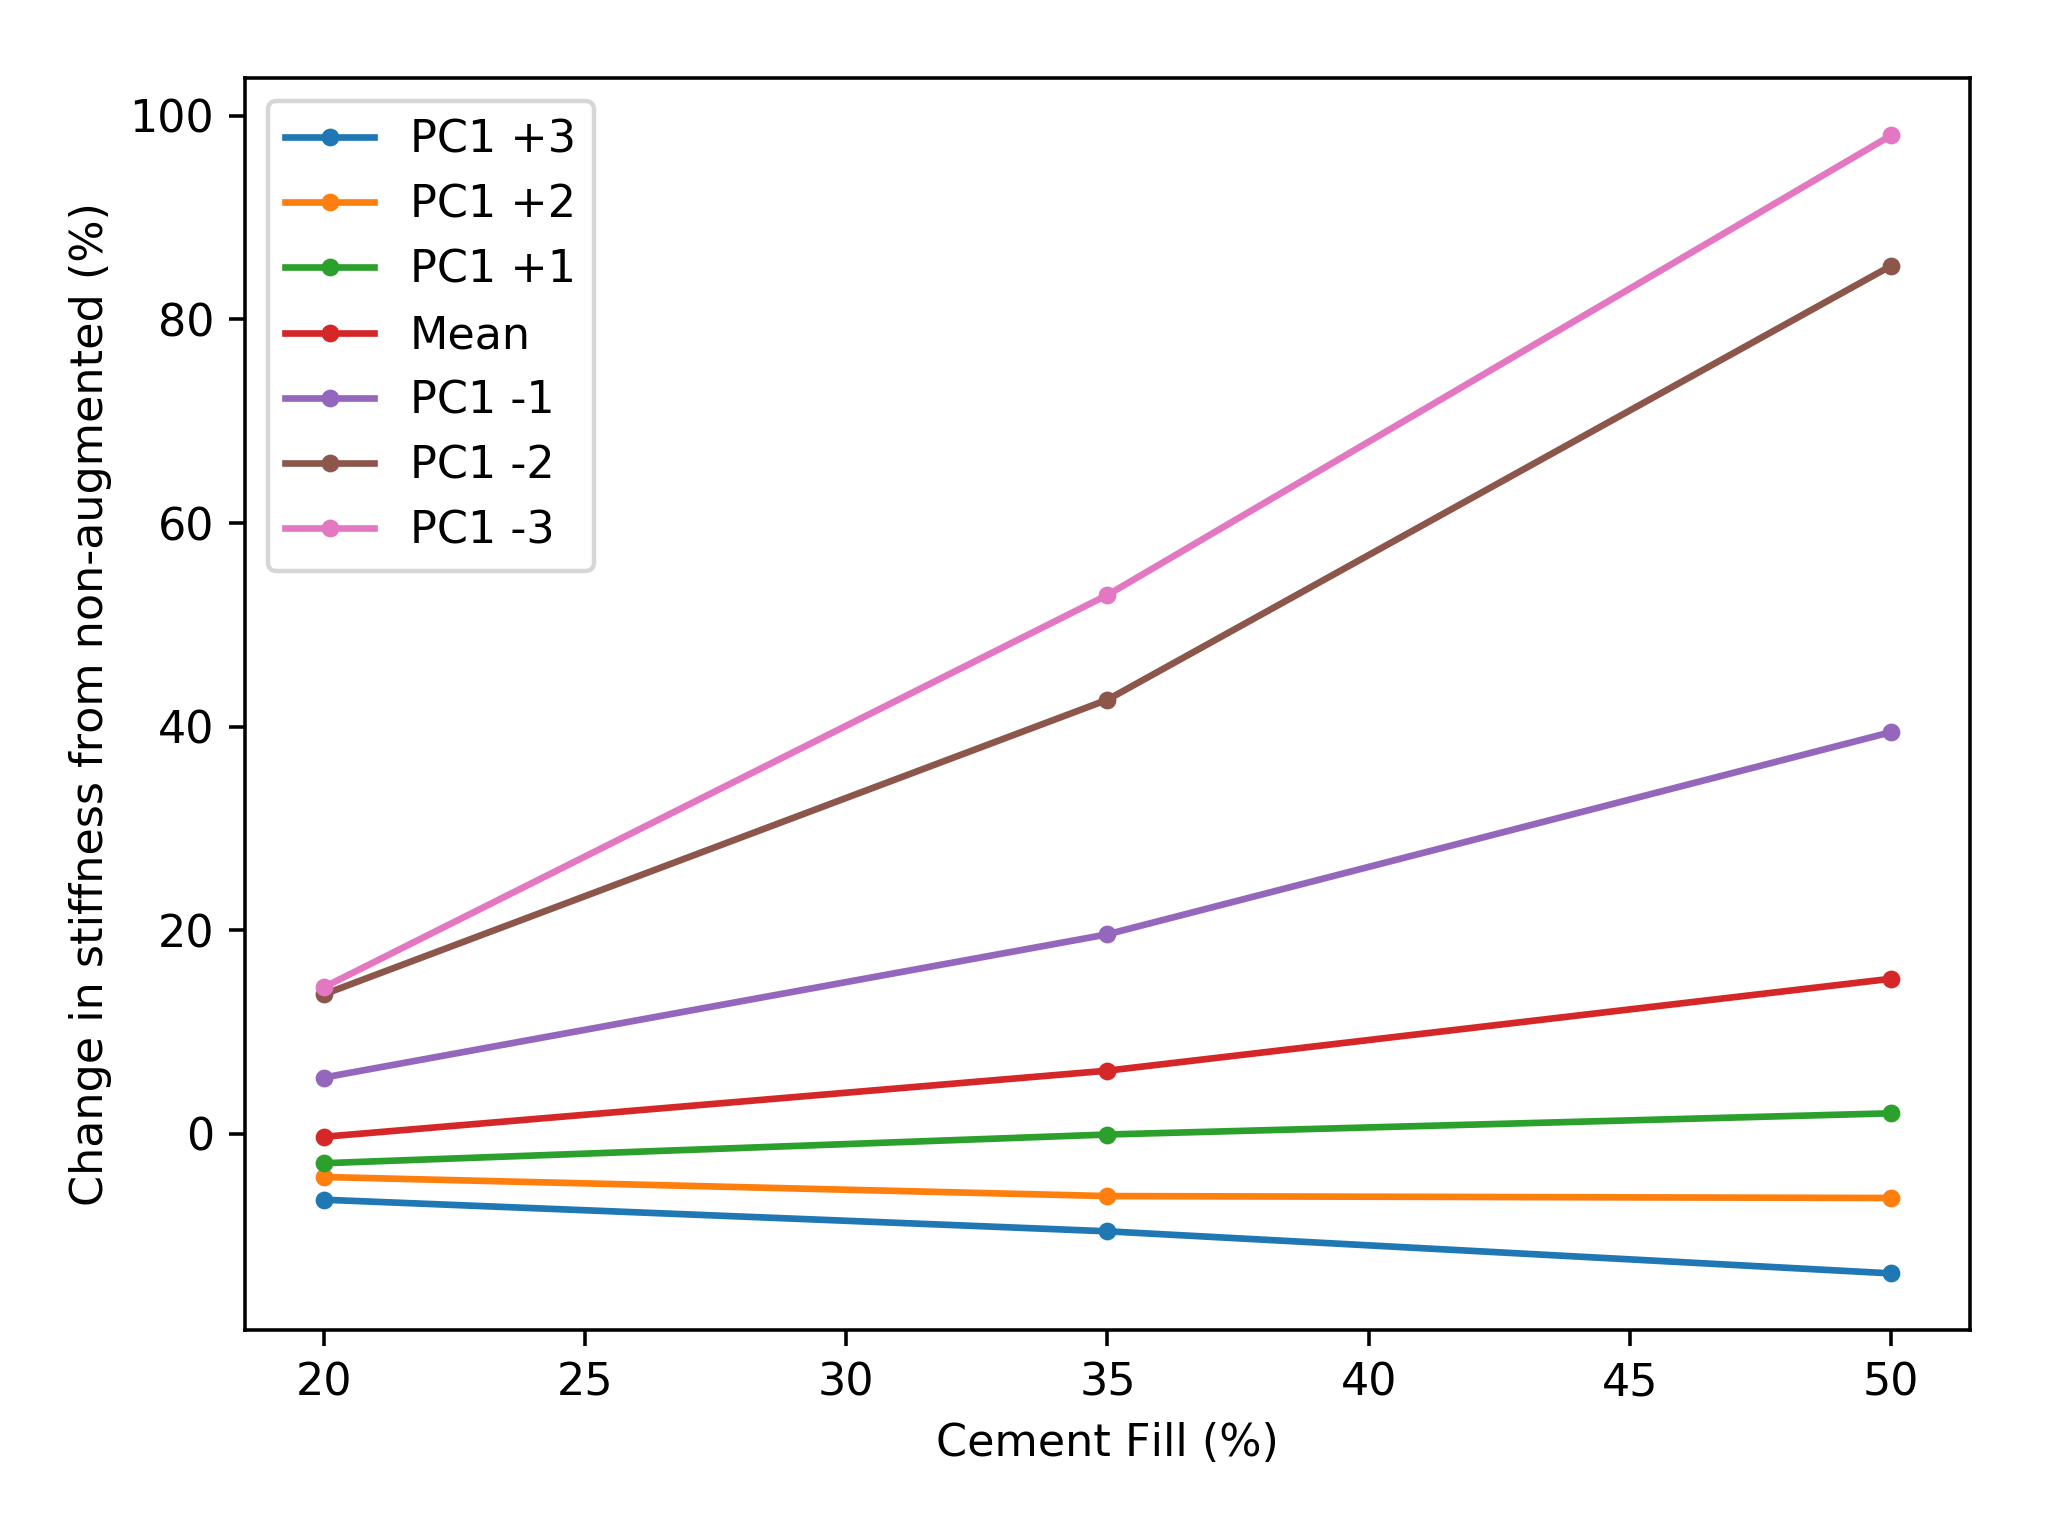 100
80
60
40
20
0
Change in stiffness from non-augmented (%)
PC1 +3
PC1 +2
PC1 +1
Mean
PC1 -1
PC1 -2
PC1 -3
20 25 30 35 40 45 50
Cement Fill (%)